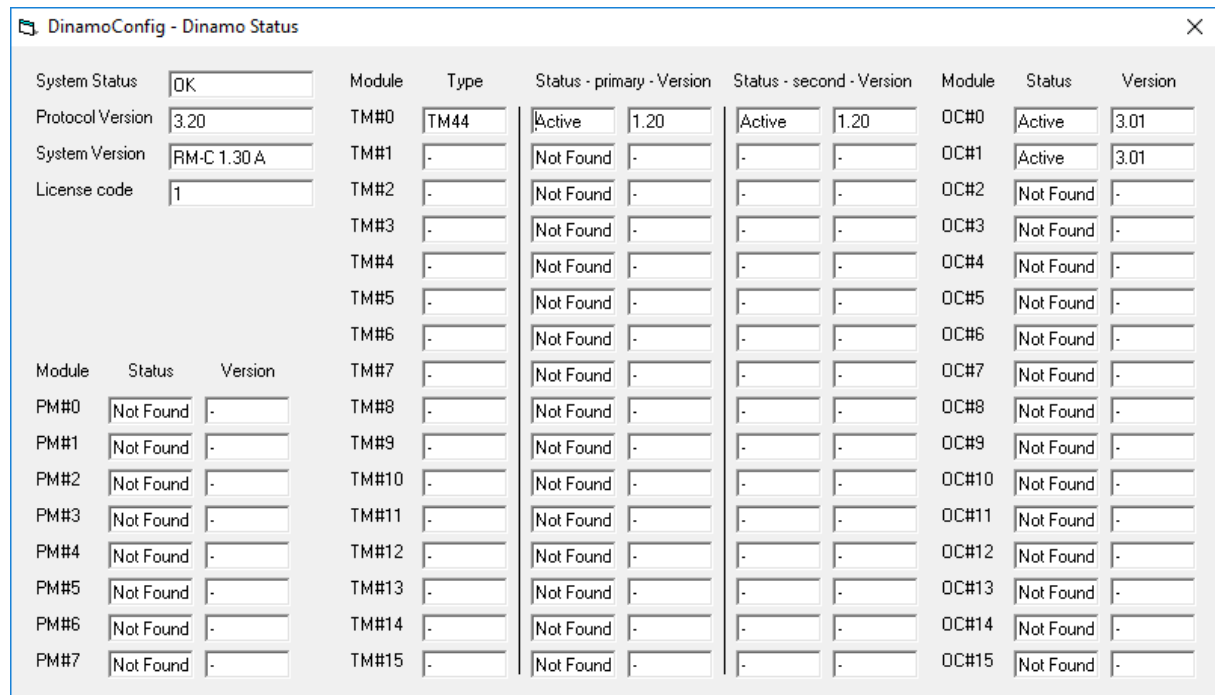 DinamoConfig - Dinamo Status
System Status OK Module Type Status - primary - Version Status - second - Version Module Status Version
Protocol Version 3.20 TM#0 TM44 Active 1.20 Active 1.20 OC#0 Active 3.01
System Version RM-C 1.30 A TM#1 - Not Found - - - OC#1 Active 3.01
License code 1 TM#2 - Not Found - - - OC#2 Not Found -
TM#3 - Not Found - - - OC#3 Not Found -
TM#4 - Not Found - - - OC#4 Not Found -
TM#5 - Not Found - - - OC#5 Not Found -
TM#6 - Not Found - - - OC#6 Not Found -
Module Status Version TM#7 - Not Found - - - OC#7 Not Found -
PM#0 Not Found - TM#8 - Not Found - - - OC#8 Not Found -
PM#1 Not Found - TM#9 - Not Found - - - OC#9 Not Found -
PM#2 Not Found - TM#10 - Not Found - - - OC#10 Not Found -
PM#3 Not Found - TM#11 - Not Found - - - OC#11 Not Found -
PM#4 Not Found - TM#12 - Not Found - - - OC#12 Not Found -
PM#5 Not Found - TM#13 - Not Found - - - OC#13 Not Found -
PM#6 Not Found - TM#14 - Not Found - - - OC#14 Not Found -
PM#7 Not Found - TM#15 - Not Found - - - OC#15 Not Found -